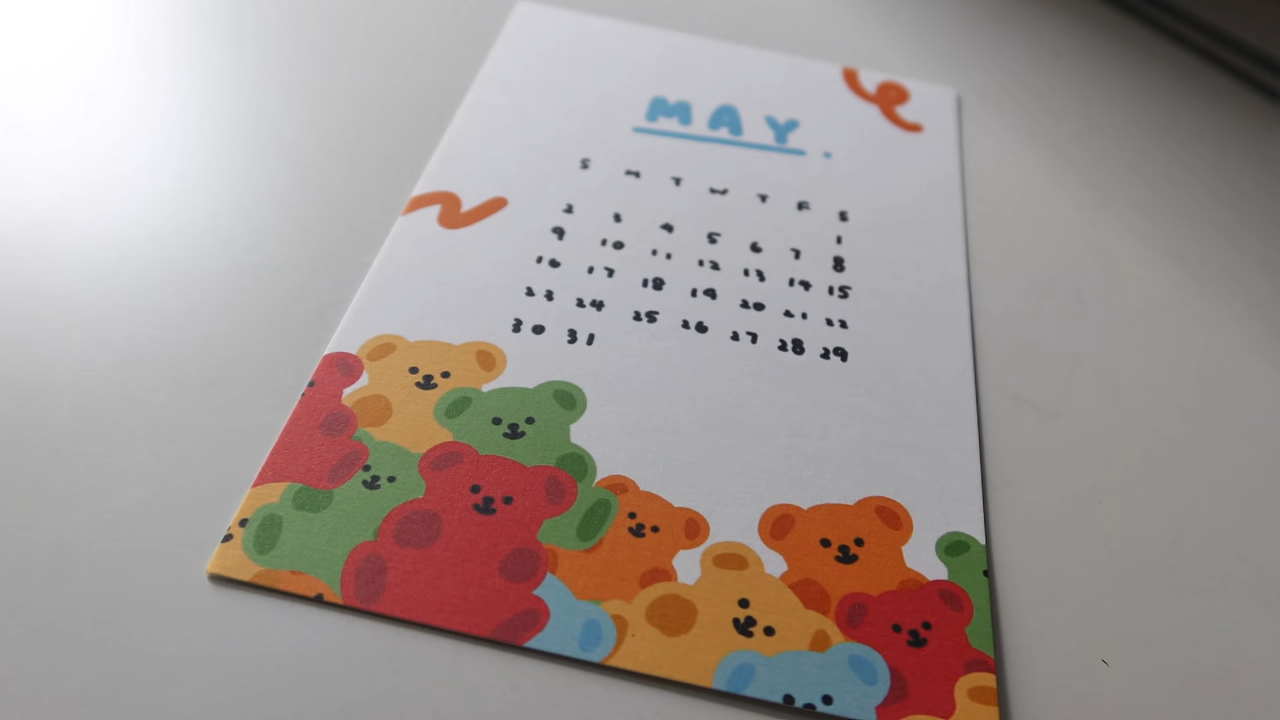 MAY.
S M T W T F S
1
2 3 4 5 6 7 8
9 10 11 12 13 14 15
16 17 18 19 20 21 22
23 24 25 26 27 28 29
30 31